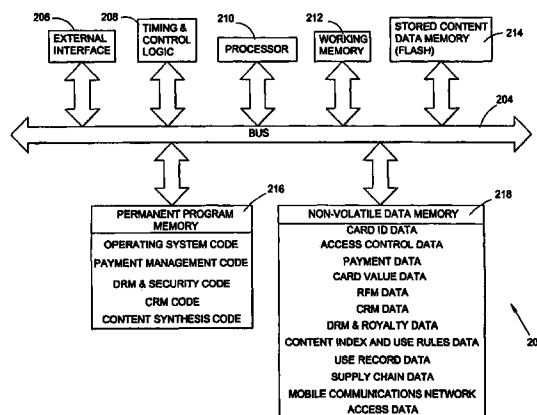 206
EXTERNAL
INTERFACE
208
TIMING &
CONTROL
LOGIC
210
PROCESSOR
212
WORKING
MEMORY
STORED CONTENT
DATA MEMORY
(FLASH)
214
BUS
204
216
PERMANENT PROGRAM
MEMORY
OPERATING SYSTEM CODE
PAYMENT MANAGEMENT CODE
DRM & SECURITY CODE
CRM CODE
CONTENT SYNTHESIS CODE
218
NON-VOLATILE DATA MEMORY
CARD ID DATA
ACCESS CONTROL DATA
PAYMENT DATA
CARD VALUE DATA
RFM DATA
CRM DATA
DRM & ROYALTY DATA
CONTENT INDEX AND USE RULES DATA
USE RECORD DATA
SUPPLY CHAIN DATA
MOBILE COMMUNICATIONS NETWORK
ACCESS DATA